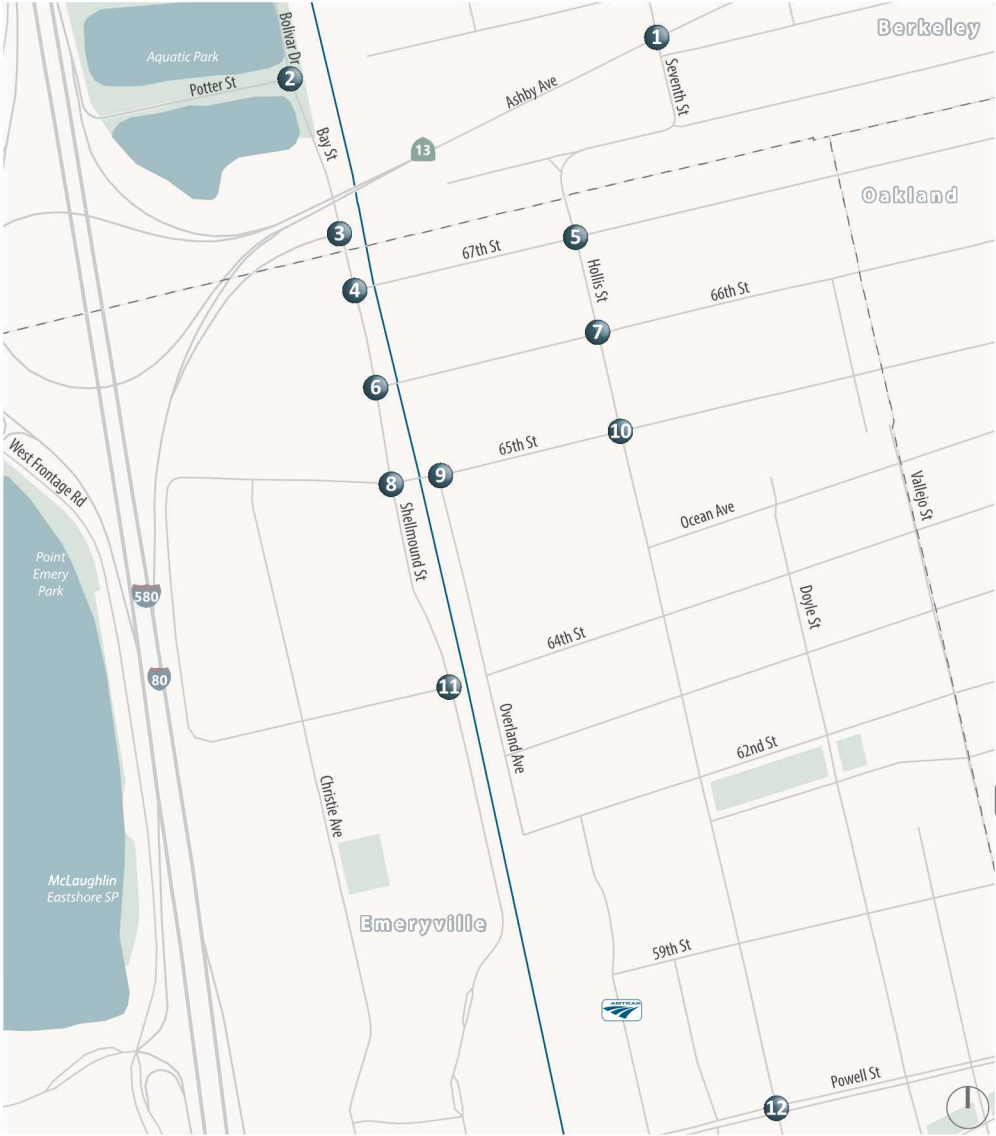 Berkeley
1
Bolivar Dr
Aquatic Park
2
Potter St
Seventh St
Ashby Ave
Bay St
13
Oakland
3
5
67th St
Hollis St
4
66th St
7
6
10
65th St
9
8
West Frontage Rd
Vallejo St
Ocean Ave
Shellmound St
Point
Emery
Park
580
Doyle St
64th St
80
11
Overland Ave
62nd St
Christie Ave
McLaughlin
Eastshore SP
Emeryville
59th St
AMTRAK
Powell St
12